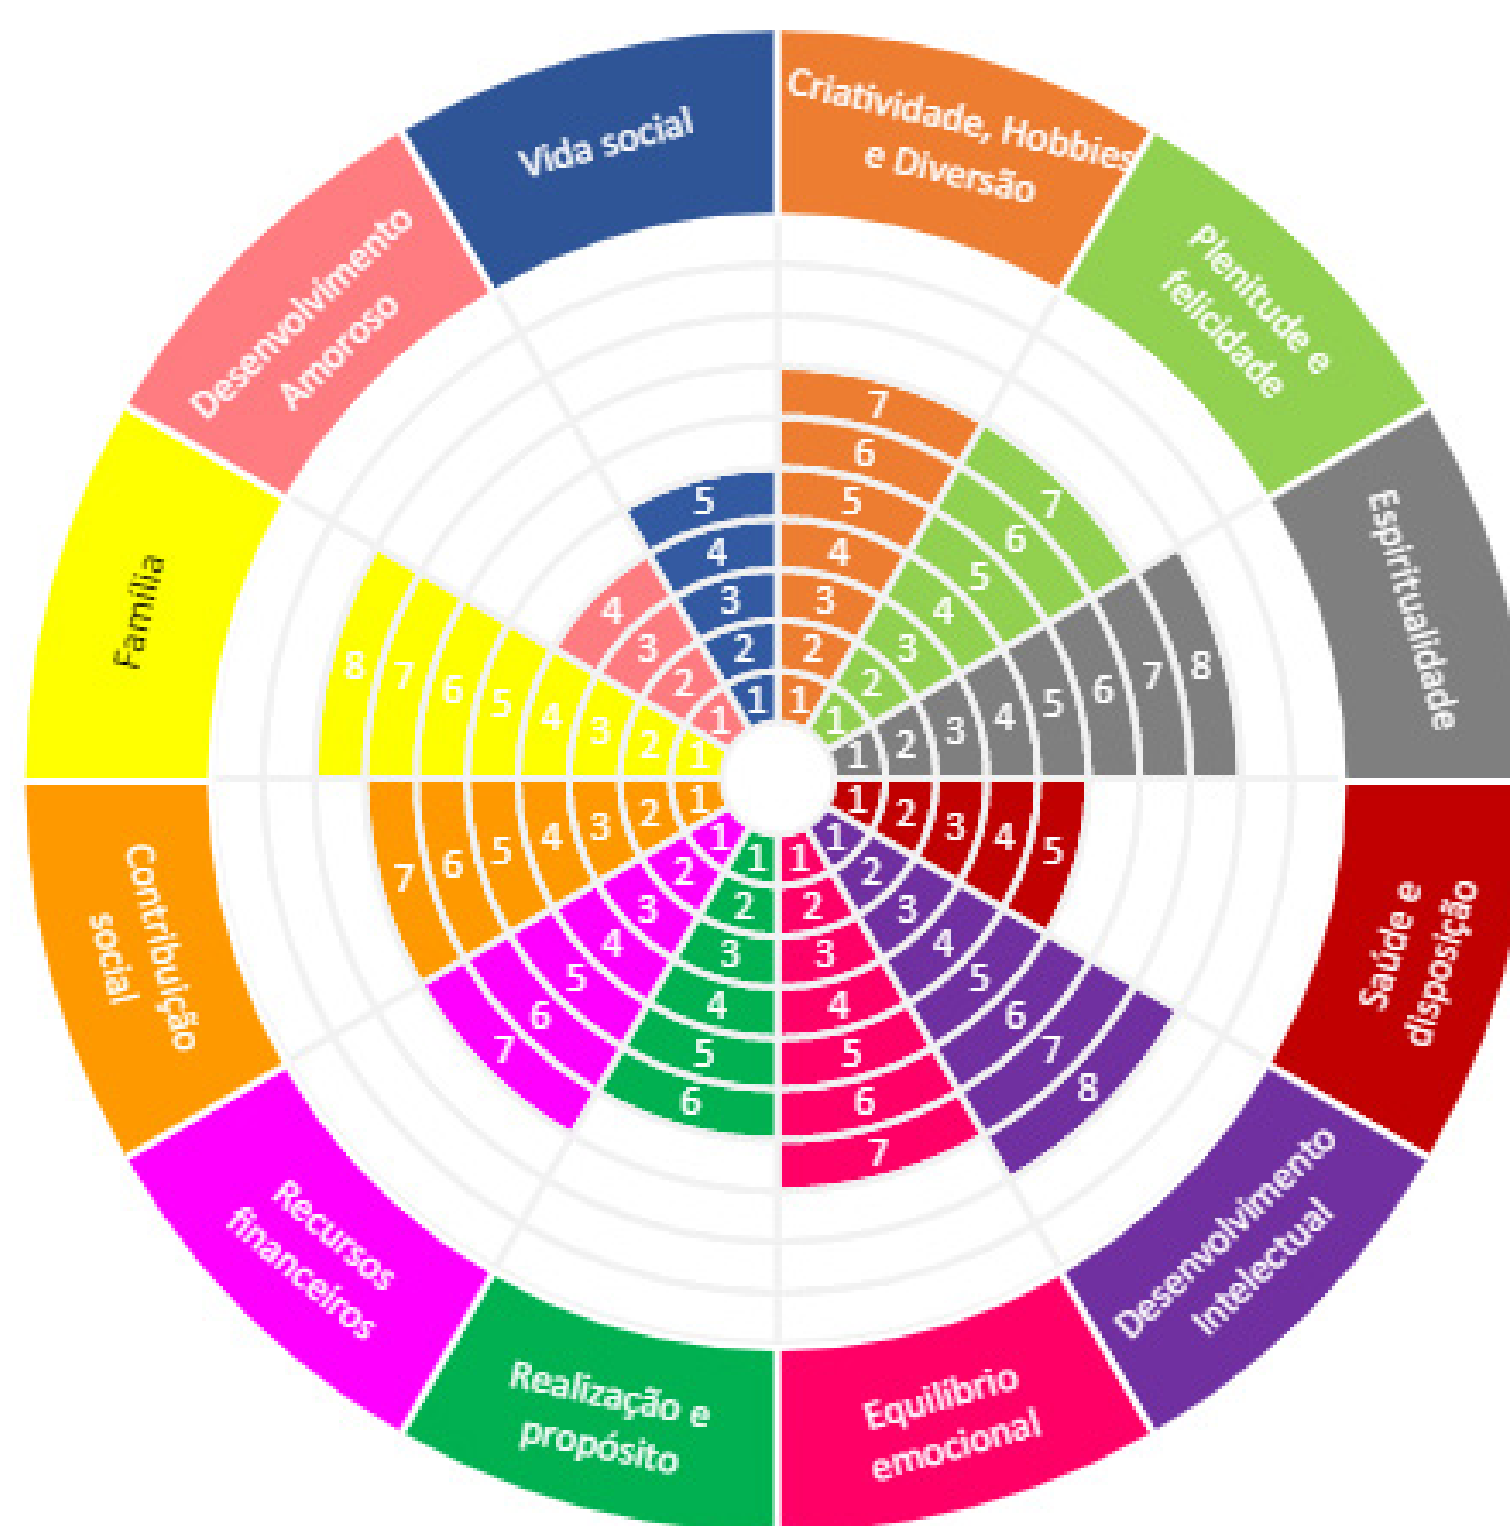 Criatividade, Hobbies
e Diversão
Plenitude e
felicidade
Espiritualidade
Saúde e
disposição
Desenvolvimento
Intelectual
Equilíbrio
emocional
Realização e
propósito
Recursos
financeiros
Contribuição
social
Família
Desenvolvimento
Amoroso
Vida social
7
6
5
4
3
2
1
7
6
5
4
3
2
1
1 2 3 4 5 6 7 8
1 2 3 4 5
1
2
3
4
5
6
7
8
1
2
3
4
5
6
7
1
2
3
4
5
6
1
2
3
4
5
6
7
7 6 5 4 3 2 1
8 7 6 5 4 3 2 1
4
3
2
1
5
4
3
2
1